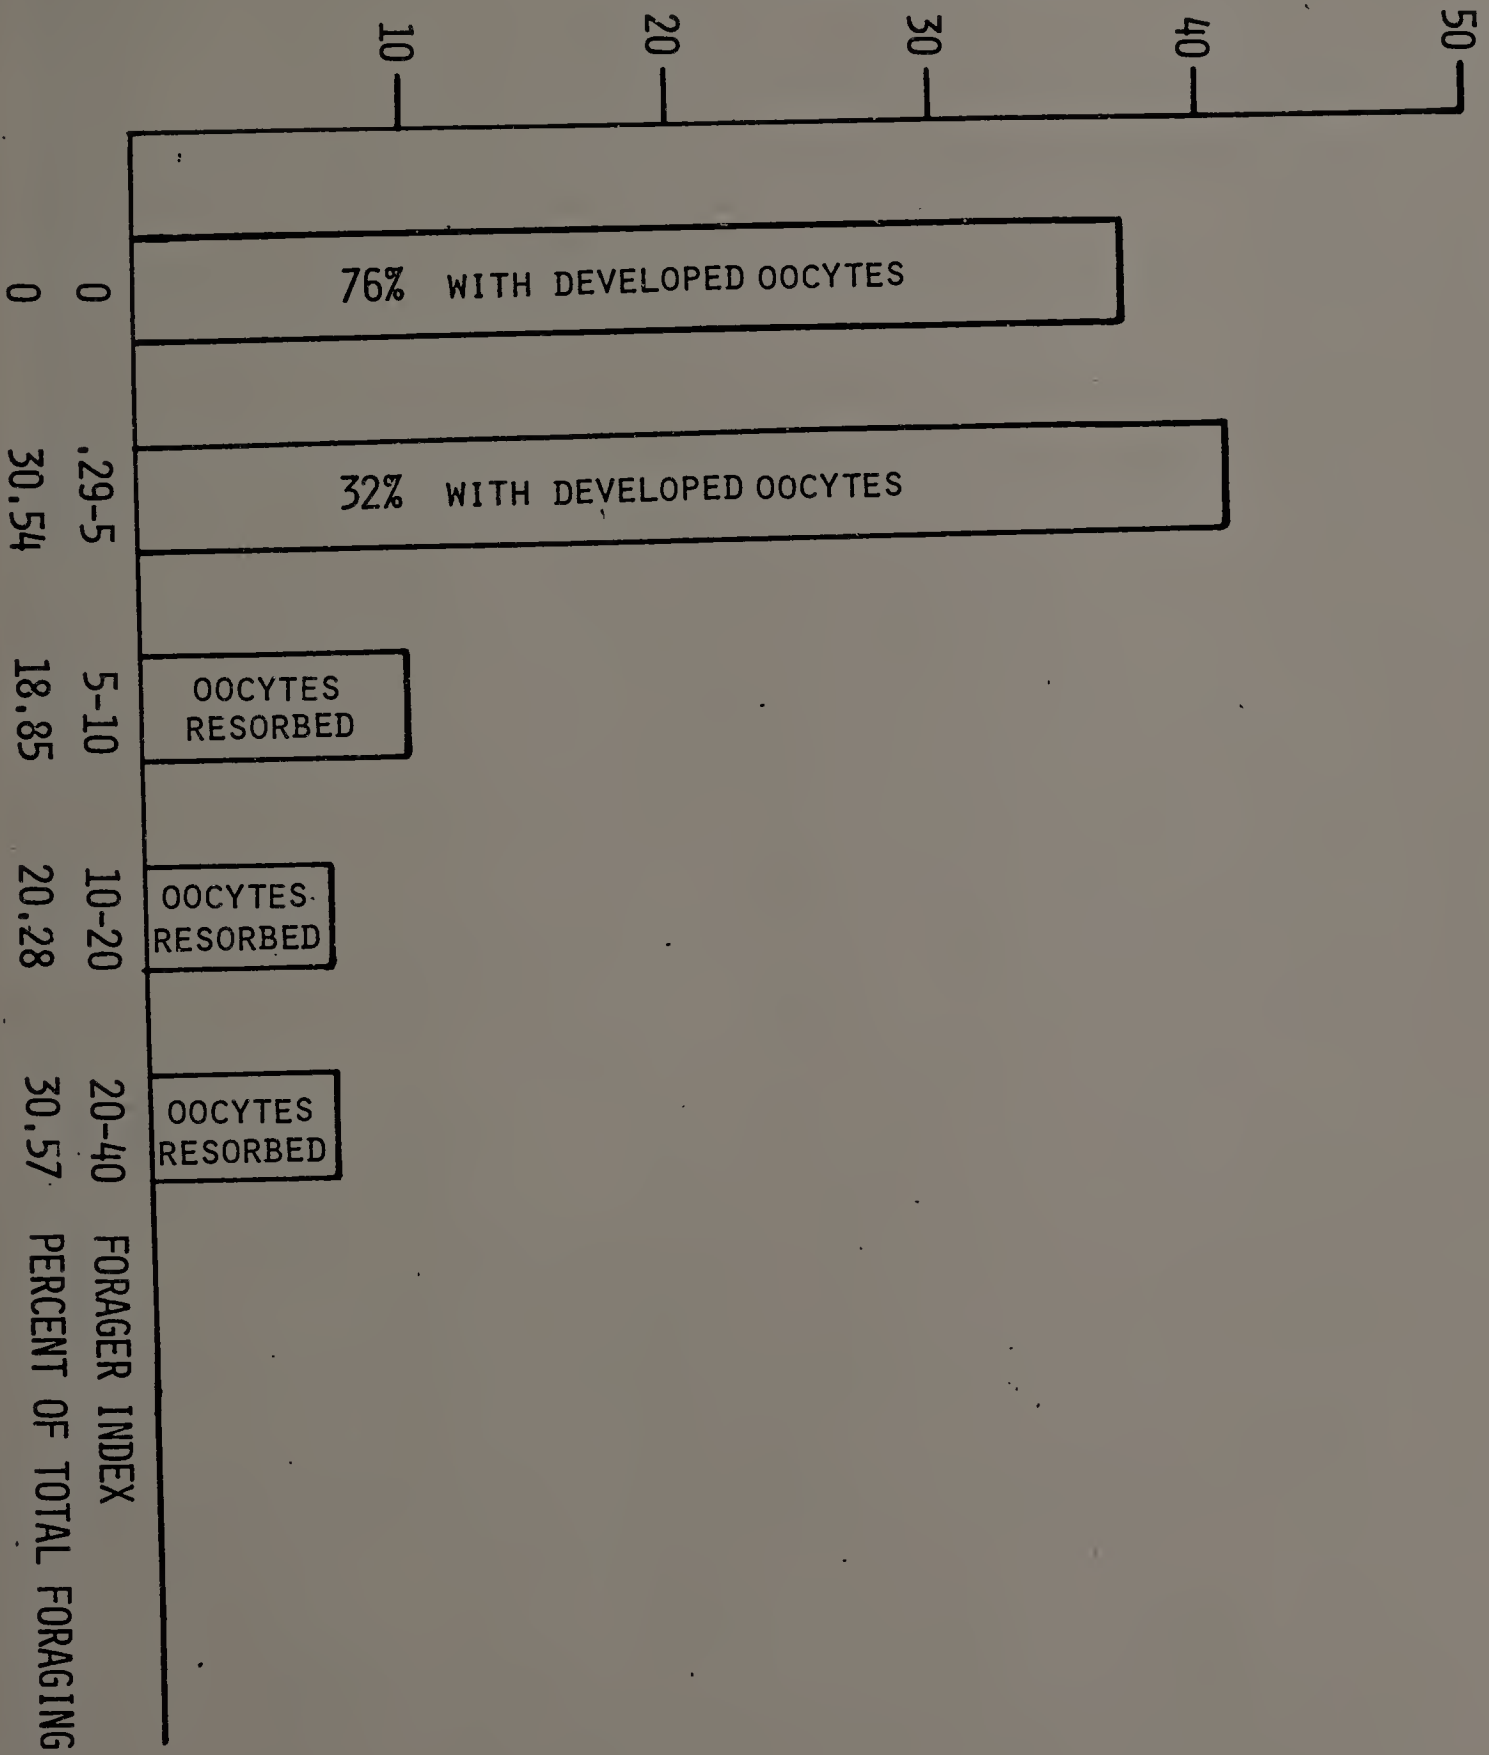 50
40
30
20
10
76% WITH DEVELOPED OOCYTES
32% WITH DEVELOPED OOCYTES
OOCYTES
RESORBED
OOCYTES
RESORBED
OOCYTES
RESORBED
0 .29-5 5-10 10-20 20-40 FORAGER INDEX
0 30.54 18.85 20.28 30.57 PERCENT OF TOTAL FORAGING